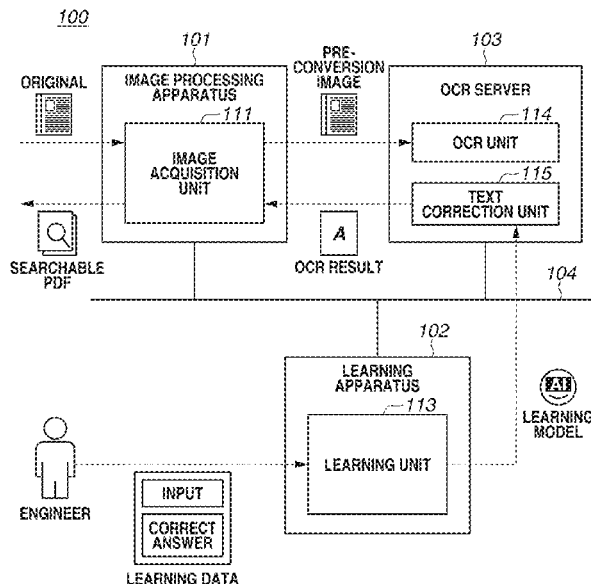 100
101
PRE-
CONVERSION
IMAGE
103
ORIGINAL
IMAGE PROCESSING
APPARATUS
OCR SERVER
111
114
IMAGE
ACQUISITION
UNIT
OCR UNIT
115
TEXT
CORRECTION UNIT
A
SEARCHABLE
PDF
OCR RESULT
104
102
LEARNING
APPARATUS
AI
113
LEARNING
MODEL
LEARNING UNIT
ENGINEER
INPUT
CORRECT
ANSWER
LEARNING DATA